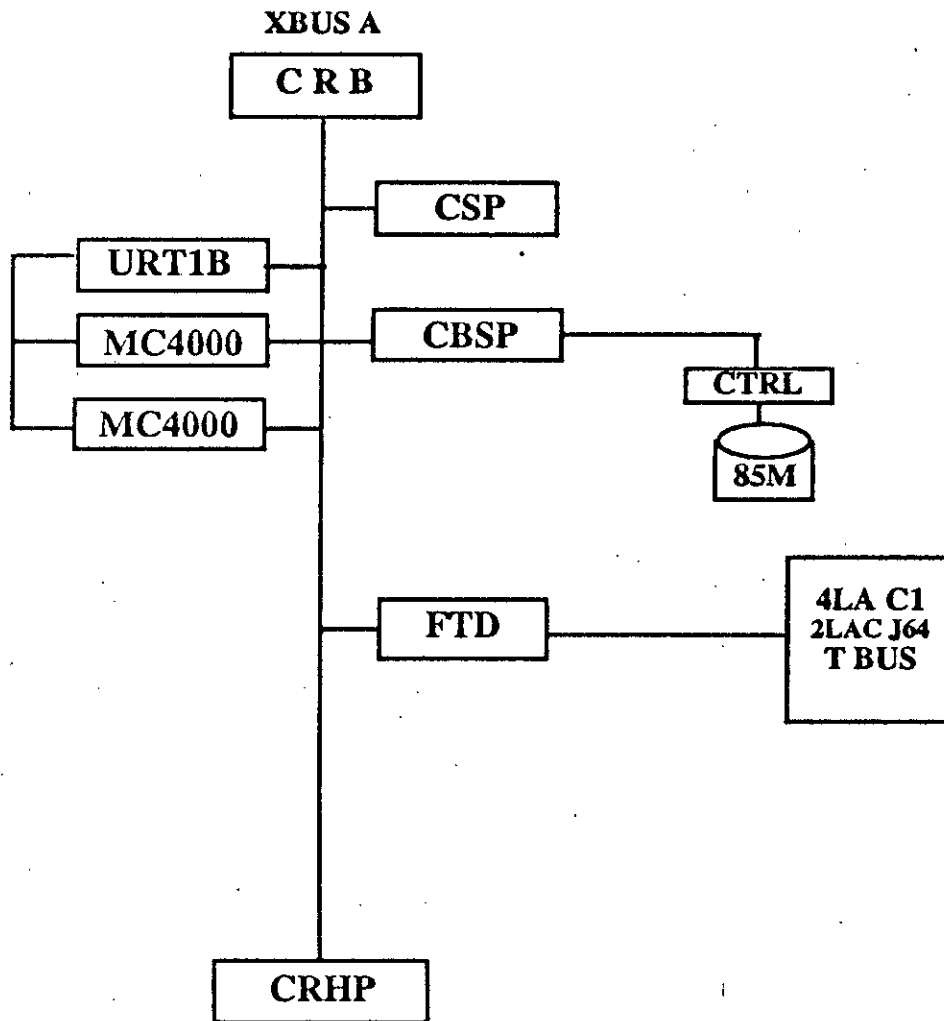 XBUS A
C R B
CSP
URT1B
MC4000
CBSP
CTRL
MC4000
85M
FTD
4LA C1
2LAC J64
T BUS
CRHP